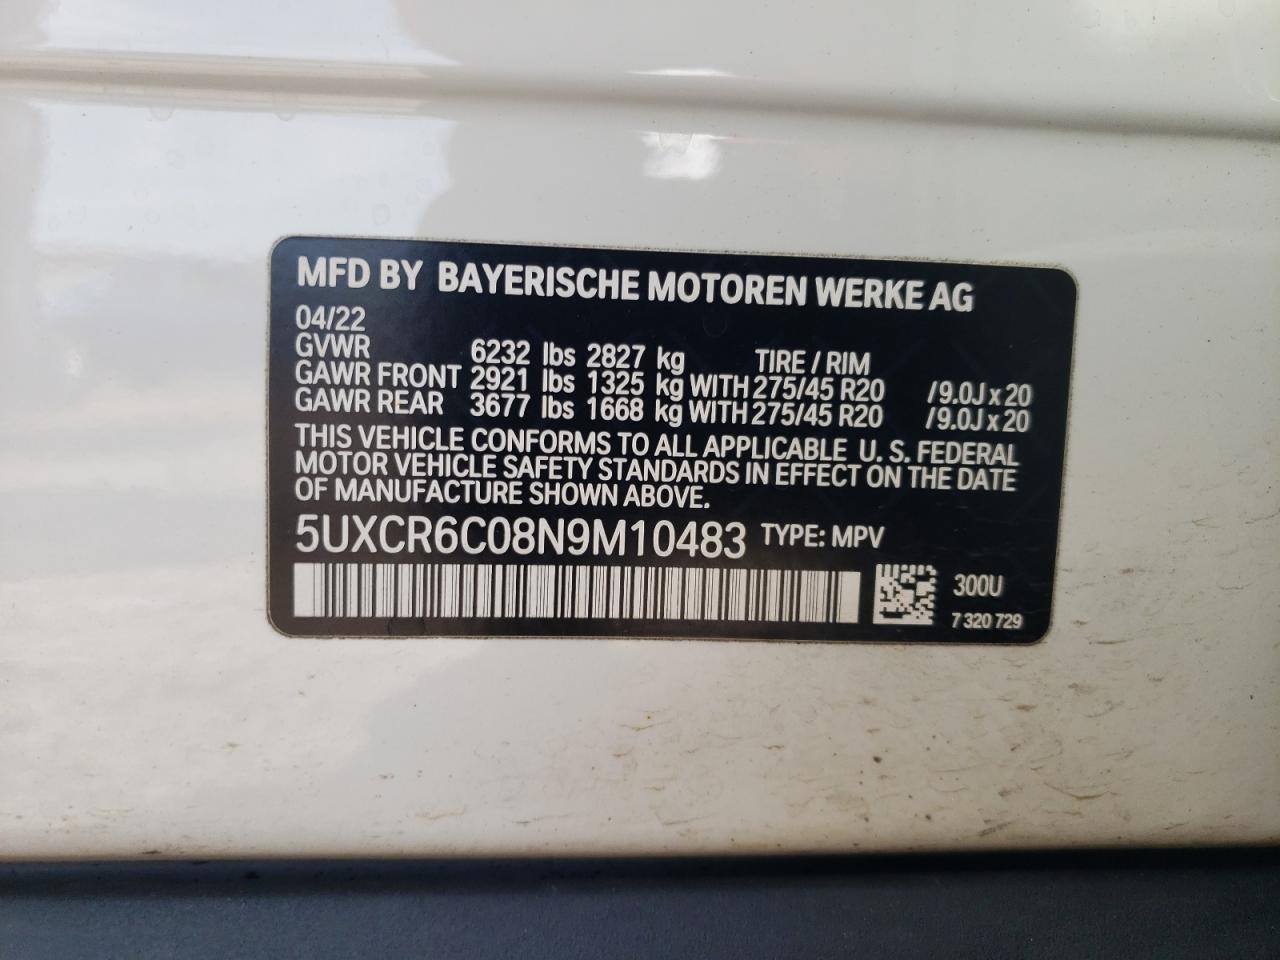 MFD BY BAYERISCHE MOTOREN WERKE AG
04/22
GVWR 6232 lbs 2827 kg TIRE / RIM
GAWR FRONT 2921 lbs 1325 kg WITH 275/45 R20 /9.0J x 20
GAWR REAR 3677 lbs 1668 kg WITH 275/45 R20 /9.0J x 20
THIS VEHICLE CONFORMS TO ALL APPLICABLE U. S. FEDERAL
MOTOR VEHICLE SAFETY STANDARDS IN EFFECT ON THE DATE
OF MANUFACTURE SHOWN ABOVE.
5UXCR6C08N9M10483 TYPE: MPV
300U
7 320 729